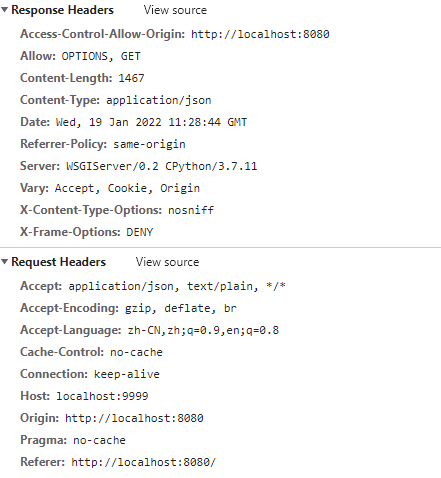 Response Headers View source
Access-Control-Allow-Origin: http://localhost:8080
Allow: OPTIONS, GET
Content-Length: 1467
Content-Type: application/json
Date: Wed, 19 Jan 2022 11:28:44 GMT
Referrer-Policy: same-origin
Server: WSGIServer/0.2 CPython/3.7.11
Vary: Accept, Cookie, Origin
X-Content-Type-Options: nosniff
X-Frame-Options: DENY
Request Headers View source
Accept: application/json, text/plain, */*
Accept-Encoding: gzip, deflate, br
Accept-Language: zh-CN,zh;q=0.9,en;q=0.8
Cache-Control: no-cache
Connection: keep-alive
Host: localhost:9999
Origin: http://localhost:8080
Pragma: no-cache
Referer: http://localhost:8080/